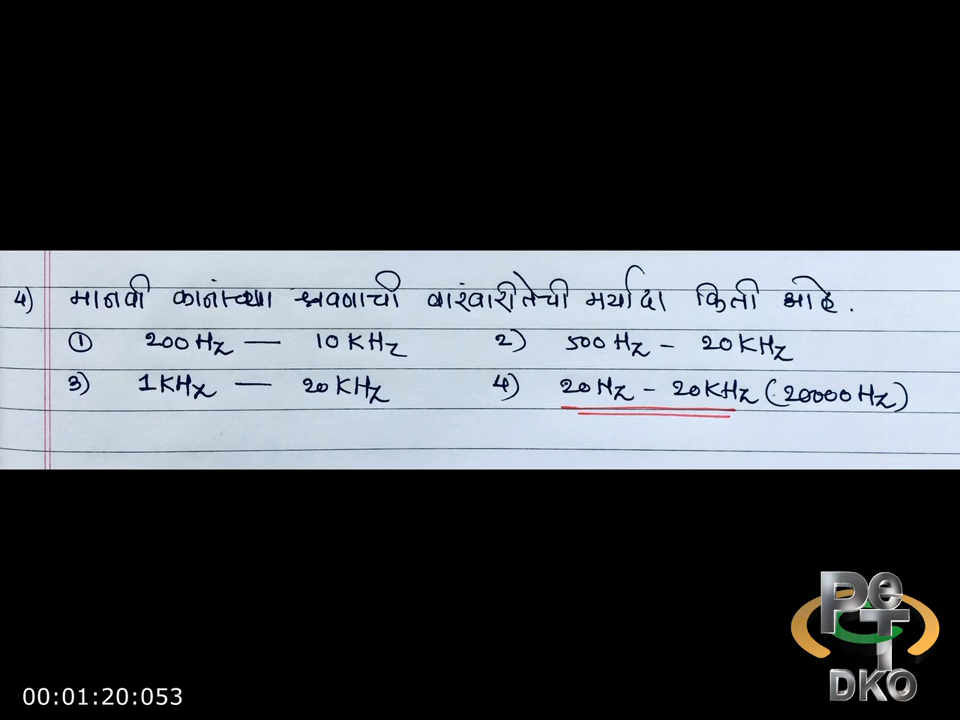 4) मानवी कानांच्या श्रवणाची वारंवारीतेची मर्यादा किती आहे.
① 200 Hz — 10 KHz 2) 500 Hz - 20 KHz
3) 1 KHz — 20 KHz 4) 20 Hz - 20 KHz (20000 Hz)
PeT
DKO
00:01:20:053